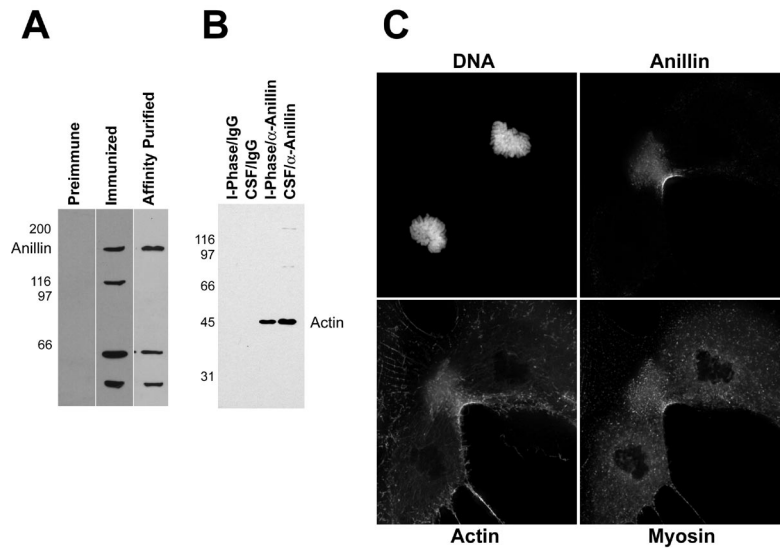 A
Preimmune
Immunized
Affinity Purified
200
Anillin
116
97
66
B
I-Phase/IgG
CSF/IgG
I-Phase/α-Anillin
CSF/α-Anillin
116
97
66
45
31
Actin
C
DNA
Anillin
Actin
Myosin